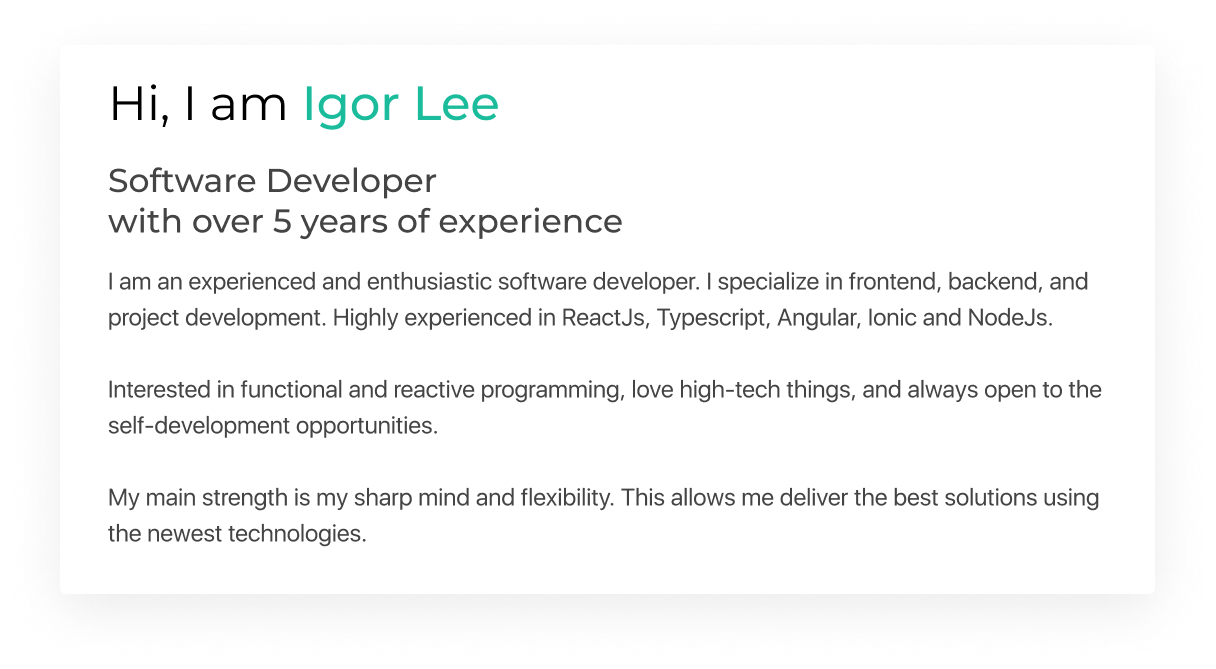 Hi, I am Igor Lee
Software Developer
with over 5 years of experience
I am an experienced and enthusiastic software developer. I specialize in frontend, backend, and
project development. Highly experienced in ReactJs, Typescript, Angular, Ionic and NodeJs.
Interested in functional and reactive programming, love high-tech things, and always open to the
self-development opportunities.
My main strength is my sharp mind and flexibility. This allows me deliver the best solutions using
the newest technologies.